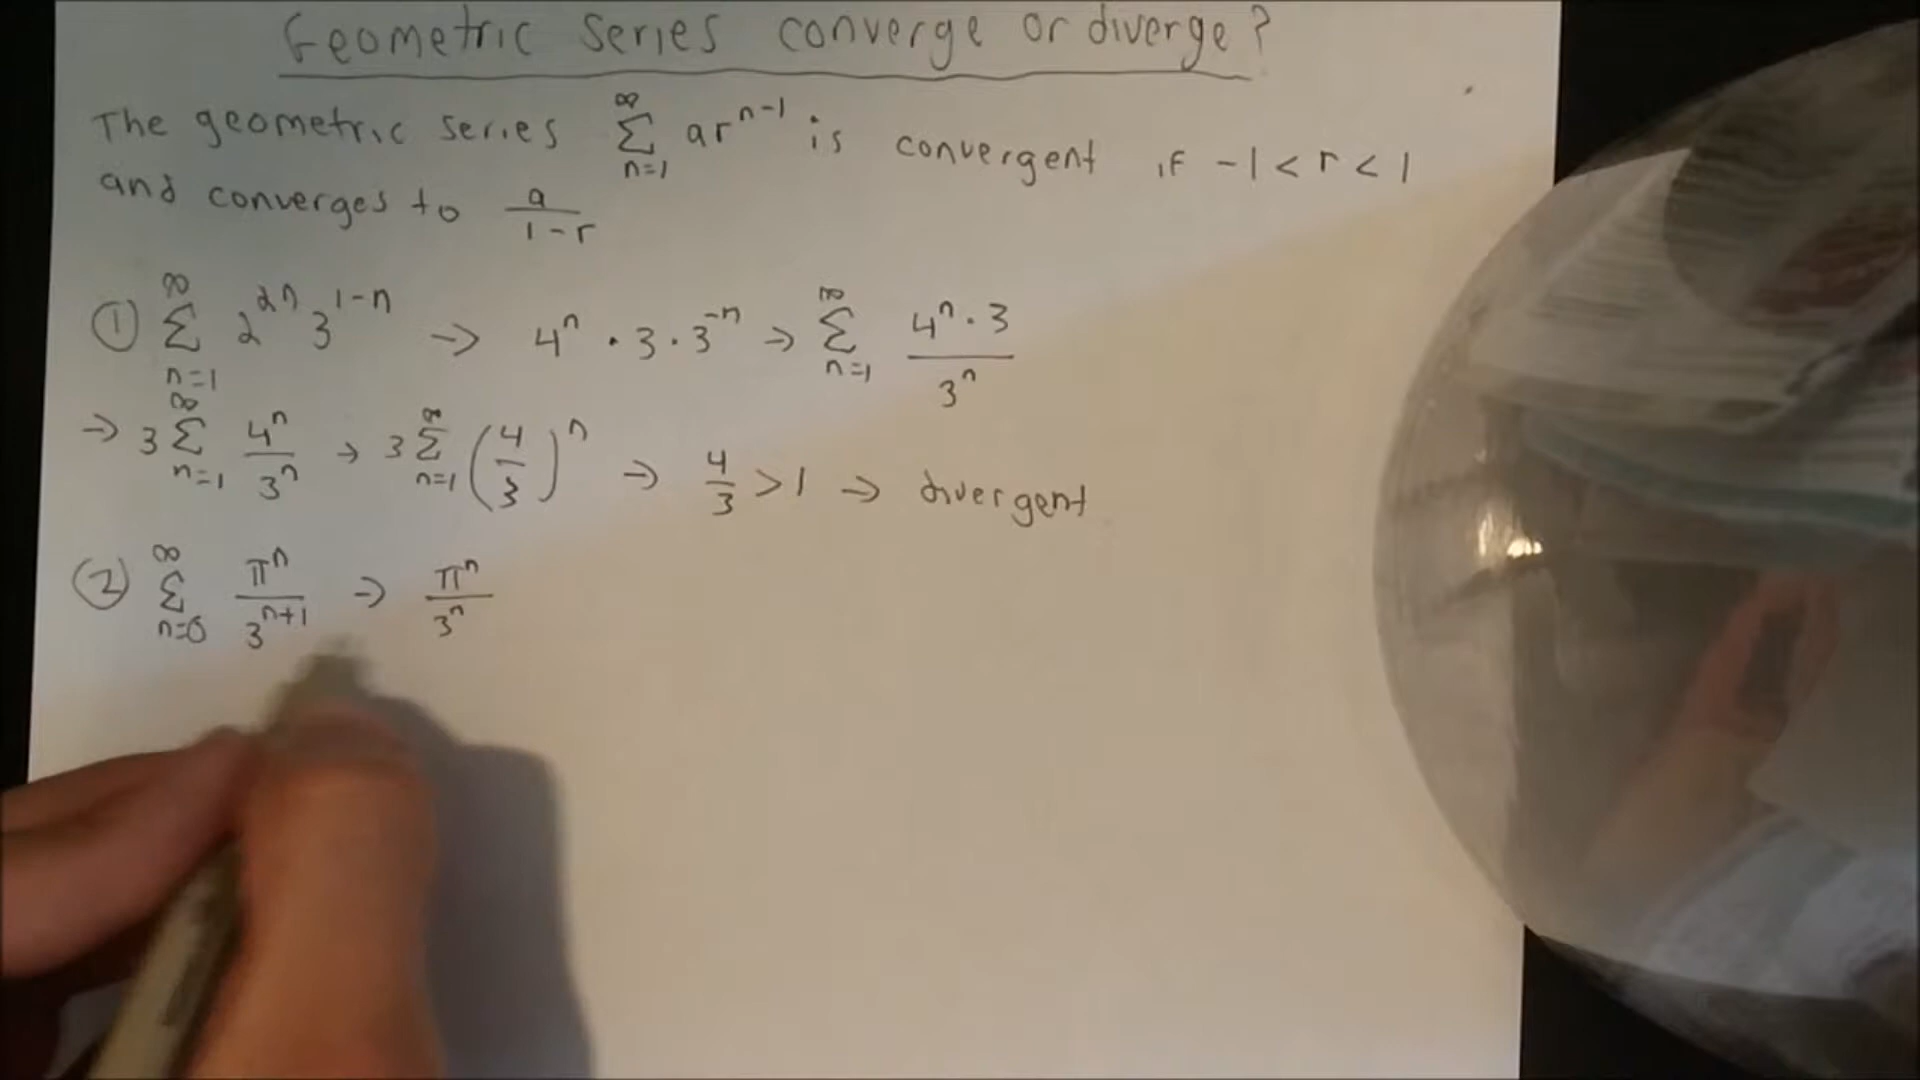 Geometric series converge or diverge?
The geometric series ∞ Σ n=1 ar^(n-1) is convergent if -1 < r < 1
and converges to a/(1-r)
① ∞ Σ n=1 2^(2n) 3^(1-n) → 4^n · 3 · 3^(-n) → ∞ Σ n=1 (4^n · 3)/3^n
→ 3 ∞ Σ n=1 4^n/3^n → 3 ∞ Σ n=1 (4/3)^n → 4/3 > 1 → divergent
② ∞ Σ n=0 π^n/3^(n+1) → π^n/3^n